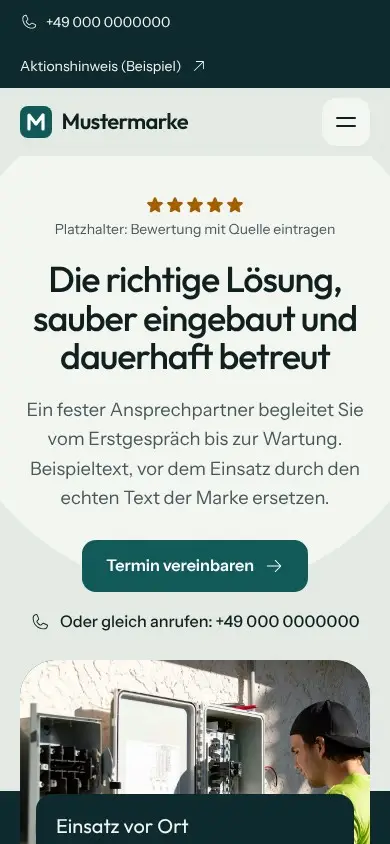 +49 000 0000000
Aktionshinweis (Beispiel)
M Mustermarke
Platzhalter: Bewertung mit Quelle eintragen
Die richtige Lösung,
sauber eingebaut und
dauerhaft betreut
Ein fester Ansprechpartner begleitet Sie
vom Erstgespräch bis zur Wartung.
Beispieltext, vor dem Einsatz durch den
echten Text der Marke ersetzen.
Termin vereinbaren
Oder gleich anrufen: +49 000 0000000
Einsatz vor Ort